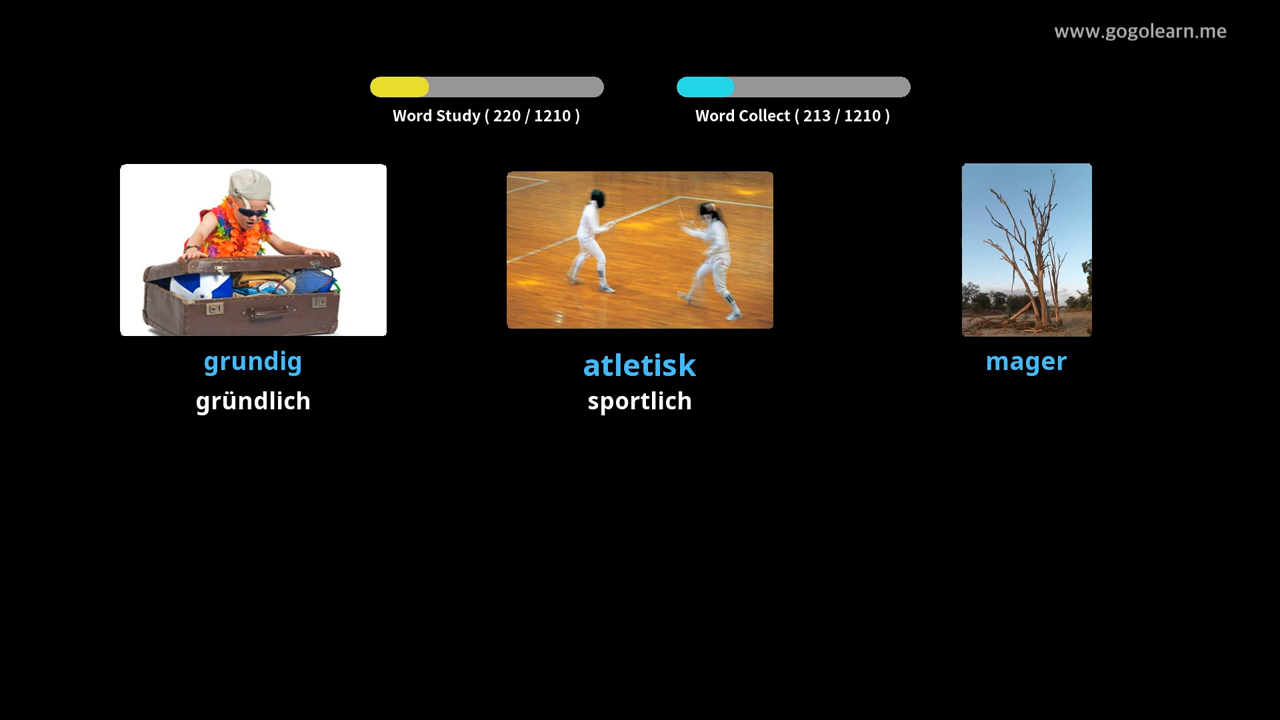 www.gogolearn.me
Word Study ( 220 / 1210 )
Word Collect ( 213 / 1210 )
grundig
gründlich
atletisk
sportlich
mager